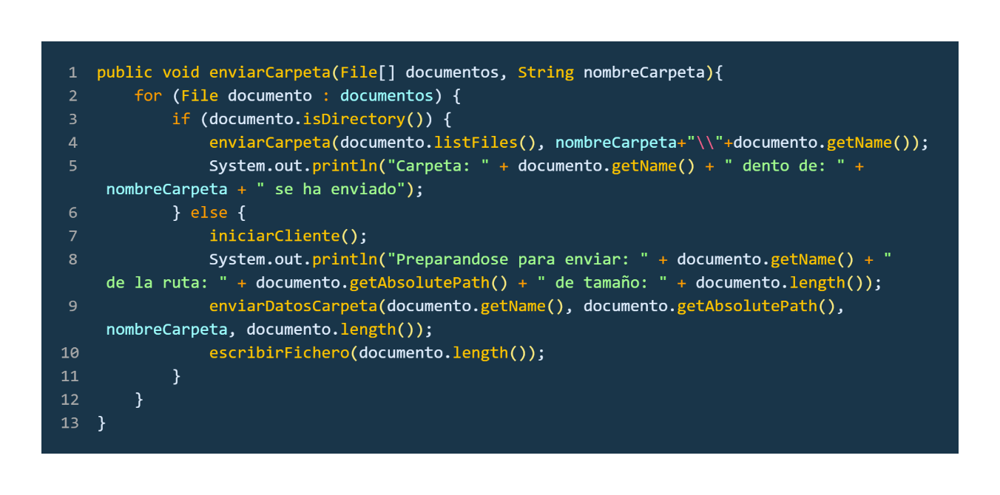 1 public void enviarCarpeta(File[] documentos, String nombreCarpeta){
2     for (File documento : documentos) {
3         if (documento.isDirectory()) {
4             enviarCarpeta(documento.listFiles(), nombreCarpeta+"\\"+documento.getName());
5             System.out.println("Carpeta: " + documento.getName() + " dento de: " +
nombreCarpeta + " se ha enviado");
6         } else {
7             iniciarCliente();
8             System.out.println("Preparandose para enviar: " + documento.getName() + "
de la ruta: " + documento.getAbsolutePath() + " de tamaño: " + documento.length());
9             enviarDatosCarpeta(documento.getName(), documento.getAbsolutePath(),
nombreCarpeta, documento.length());
10             escribirFichero(documento.length());
11         }
12     }
13 }